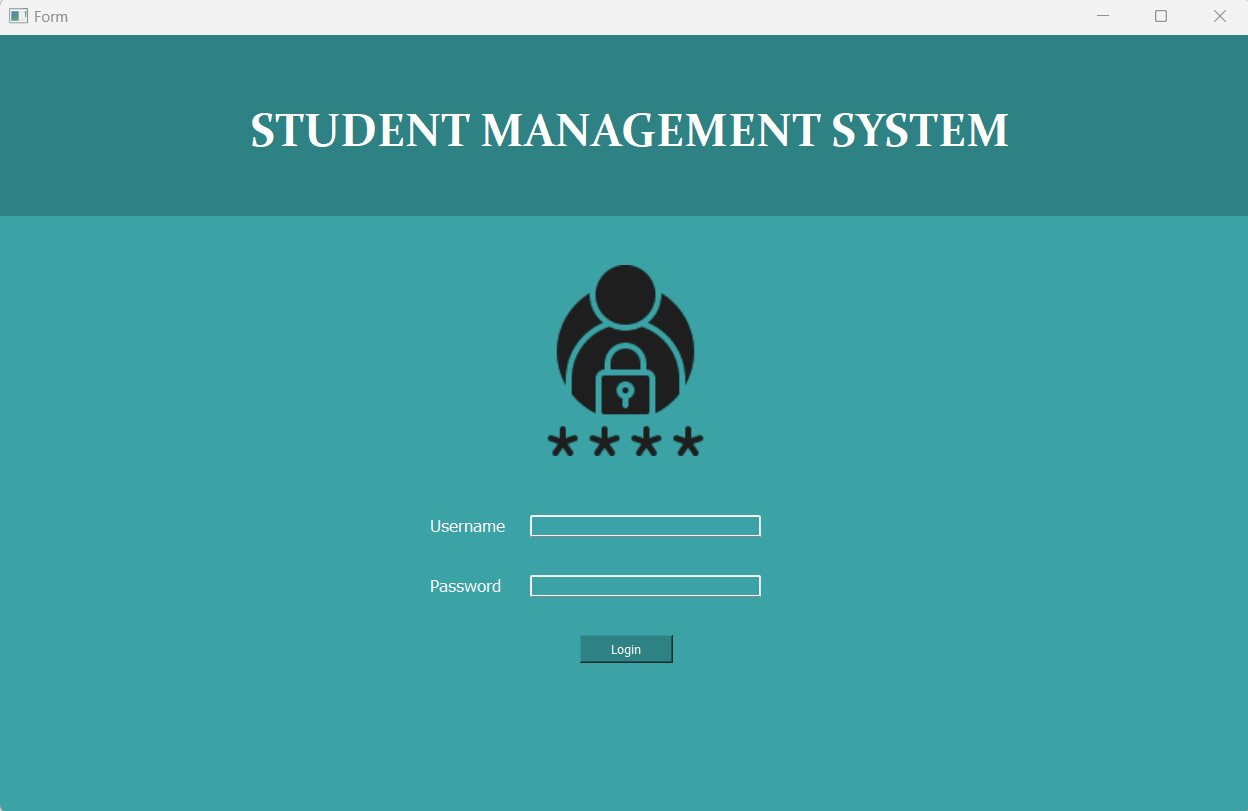 Form
STUDENT MANAGEMENT SYSTEM
****
Username
Password
Login